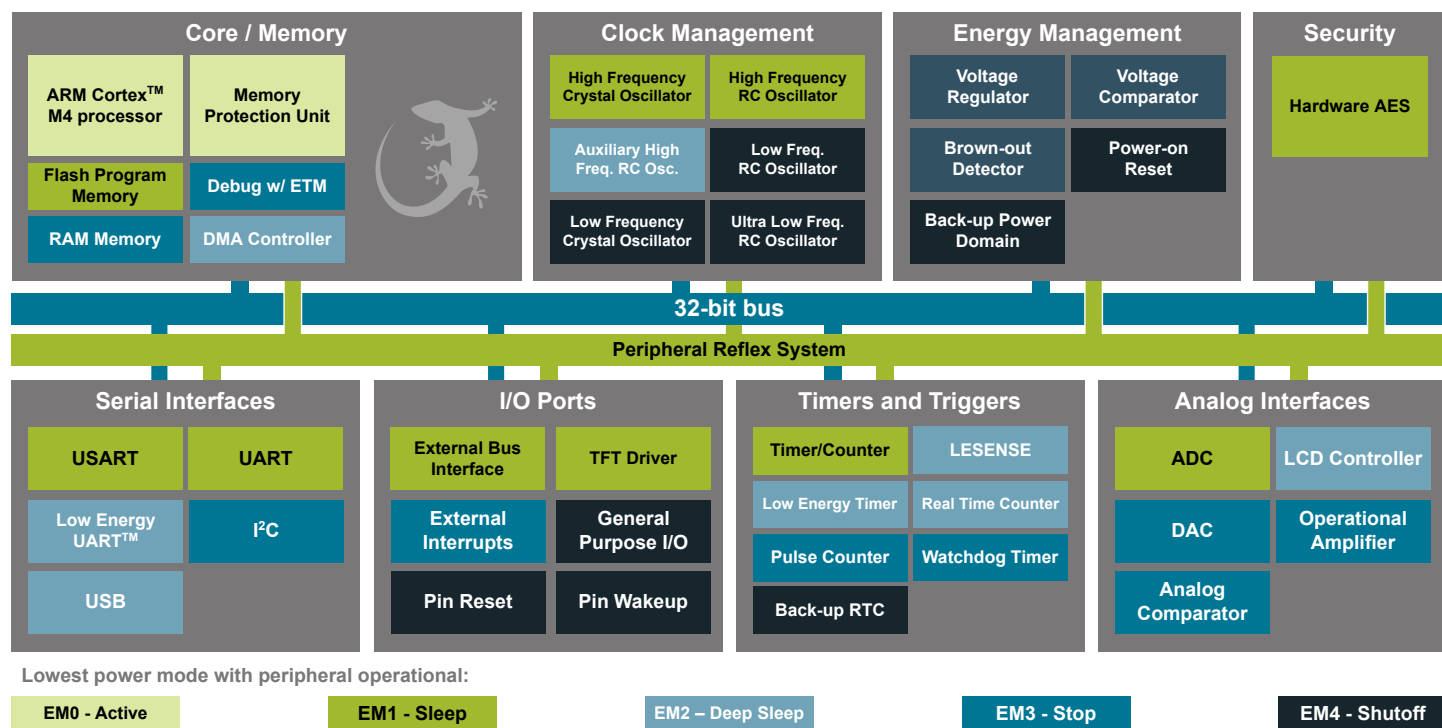 Core / Memory
ARM Cortex™
M4 processor
Memory
Protection Unit
Flash Program
Memory
Debug w/ ETM
RAM Memory
DMA Controller
Clock Management
High Frequency
Crystal Oscillator
High Frequency
RC Oscillator
Auxiliary High
Freq. RC Osc.
Low Freq.
RC Oscillator
Low Frequency
Crystal Oscillator
Ultra Low Freq.
RC Oscillator
Energy Management
Voltage
Regulator
Voltage
Comparator
Brown-out
Detector
Power-on
Reset
Back-up Power
Domain
Security
Hardware AES
32-bit bus
Peripheral Reflex System
Serial Interfaces
USART
UART
Low Energy
UART™
I²C
USB
I/O Ports
External Bus
Interface
TFT Driver
External
Interrupts
General
Purpose I/O
Pin Reset
Pin Wakeup
Timers and Triggers
Timer/Counter
LESENSE
Low Energy Timer
Real Time Counter
Pulse Counter
Watchdog Timer
Back-up RTC
Analog Interfaces
ADC
LCD Controller
DAC
Operational
Amplifier
Analog
Comparator
Lowest power mode with peripheral operational:
EM0 - Active
EM1 - Sleep
EM2 – Deep Sleep
EM3 - Stop
EM4 - Shutoff